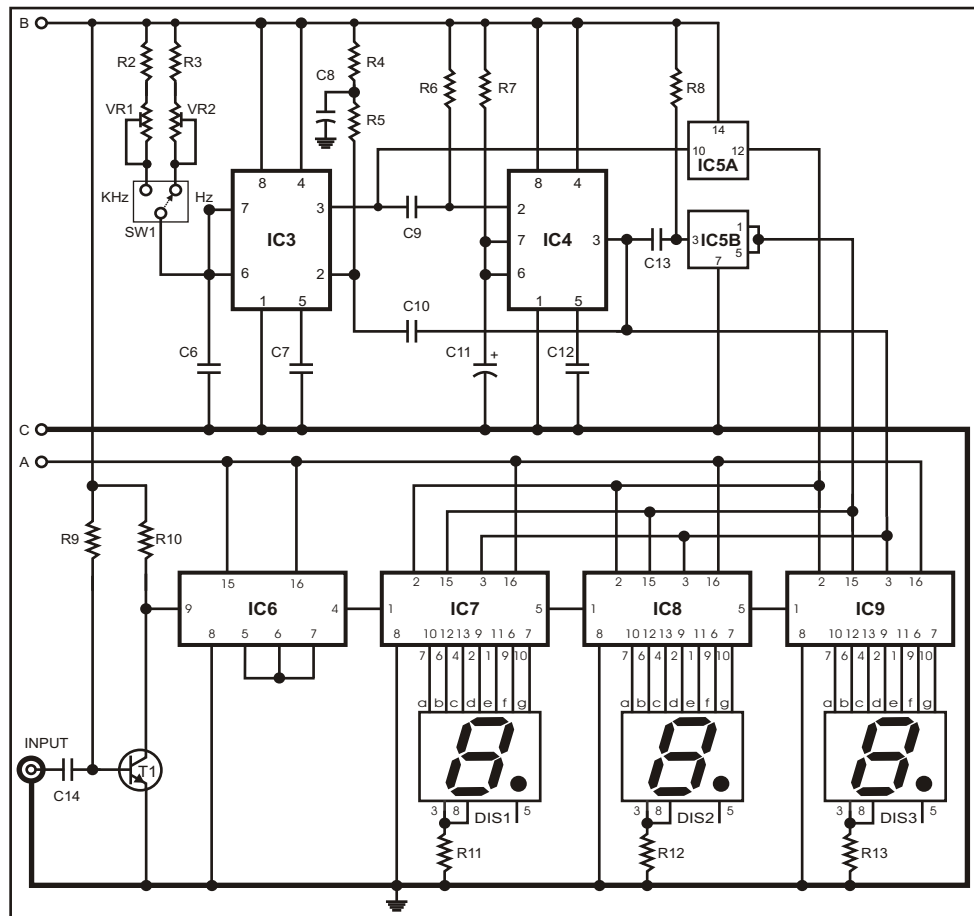 B
R2 R3 C8 R4 R6 R7 R8
VR1 VR2 R5
14
10 12
IC5A
KHz Hz
SW1
8 4
7 3
IC3
6 2
1 5
C9
8 4
2
7 IC4 3
6
1 5
C13
3 IC5B 1
5
7
C10
C6 C7 C11 + C12
C
A
R9 R10
15 16
9 IC6 4
8 5 6 7
2 15 3 16
1 IC7 5
8 10 12 13 9 11 6 7
7 6 4 2 1 9 10
a b c d e f g
2 15 3 16
1 IC8 5
8 10 12 13 9 11 6 7
7 6 4 2 1 9 10
a b c d e f g
2 15 3 16
1 IC9
8 10 12 13 9 11 6 7
7 6 4 2 1 9 10
a b c d e f g
INPUT
C14
T1
8. 8. 8.
3 8 DIS1 5
3 8 DIS2 5
3 8 DIS3 5
R11 R12 R13